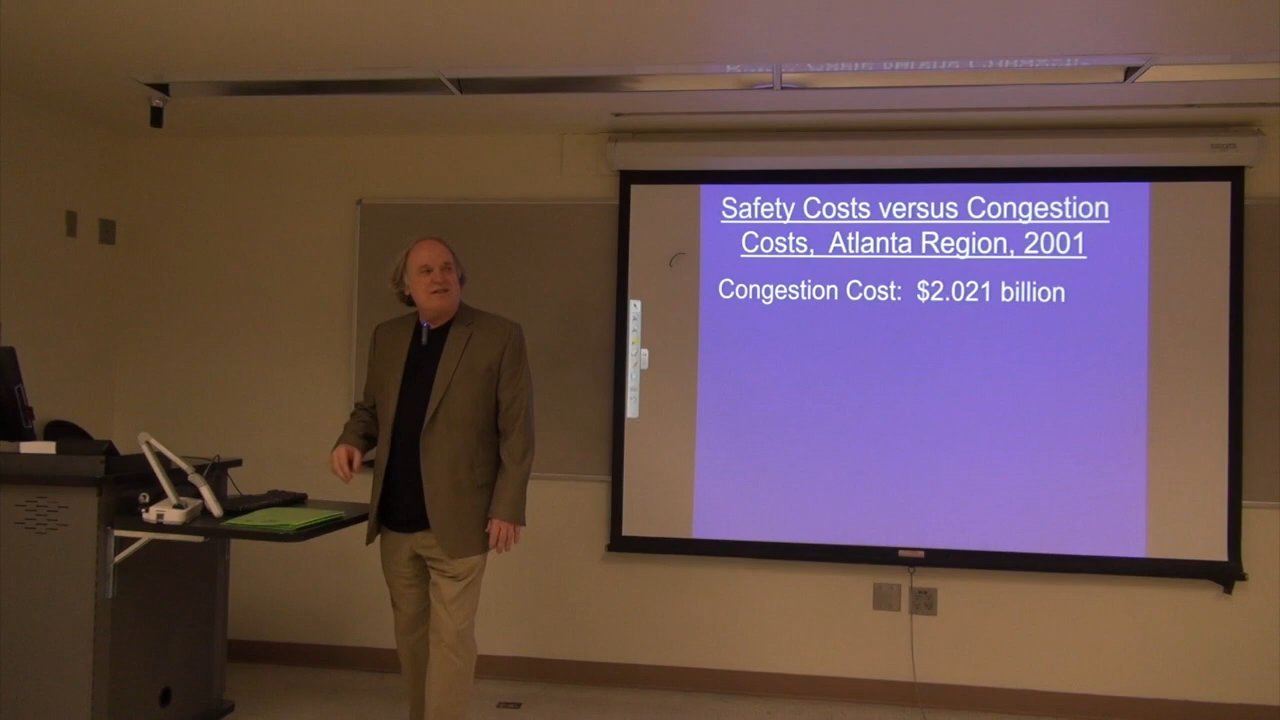 Safety Costs versus Congestion
Costs, Atlanta Region, 2001
Congestion Cost: $2.021 billion